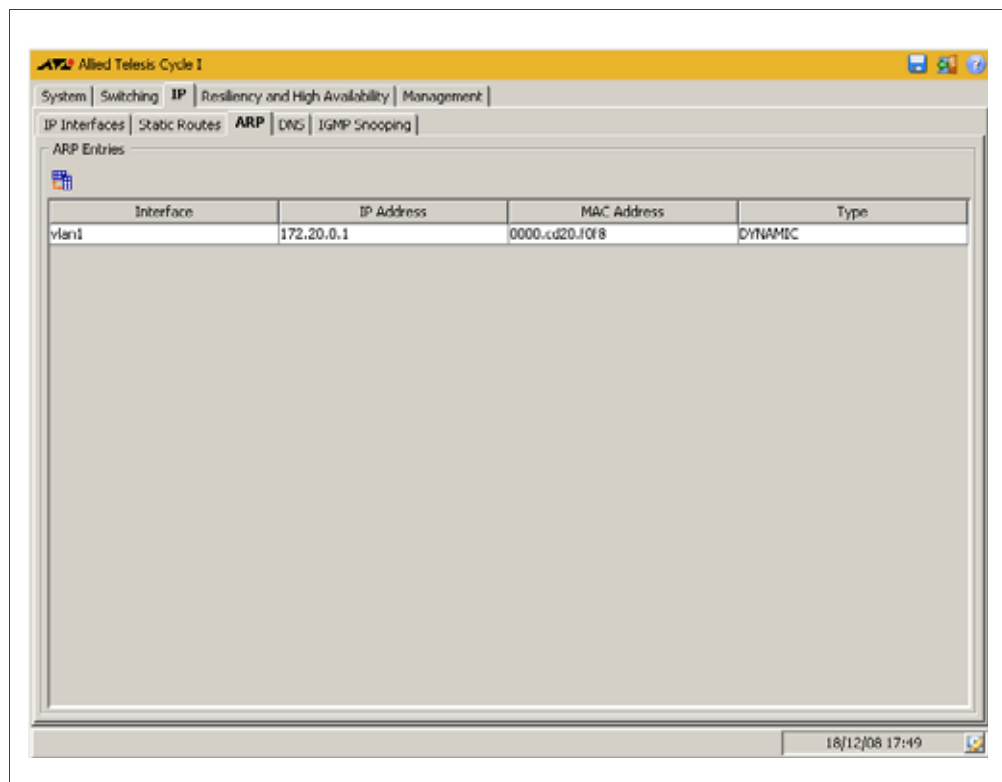 Allied Telesis Cycle I
System Switching IP Resiliency and High Availability Management
IP Interfaces Static Routes ARP DNS IGMP Snooping
ARP Entries
Interface IP Address MAC Address Type
vlan1 172.20.0.1 0000.cd20.f0f8 DYNAMIC
18/12/08 17:49